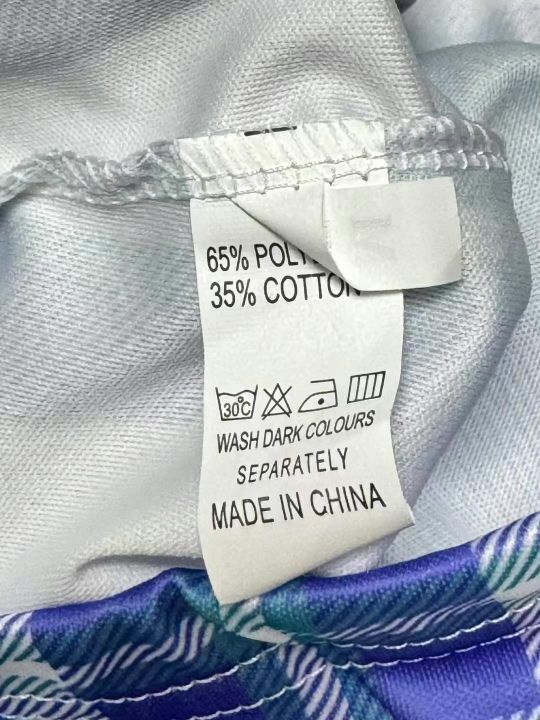 65% POLY
35% COTTON
30°C
WASH DARK COLOURS
SEPARATELY
MADE IN CHINA